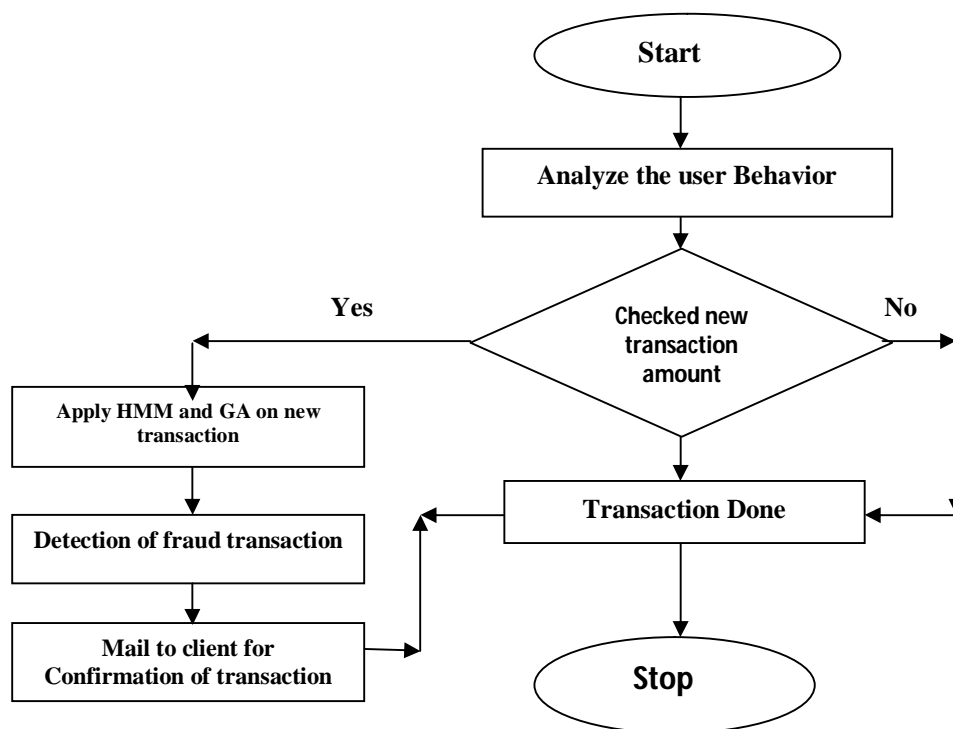 Start
Analyze the user Behavior
Yes
No
Checked new
transaction
amount
Apply HMM and GA on new
transaction
Transaction Done
Detection of fraud transaction
Mail to client for
Confirmation of transaction
Stop